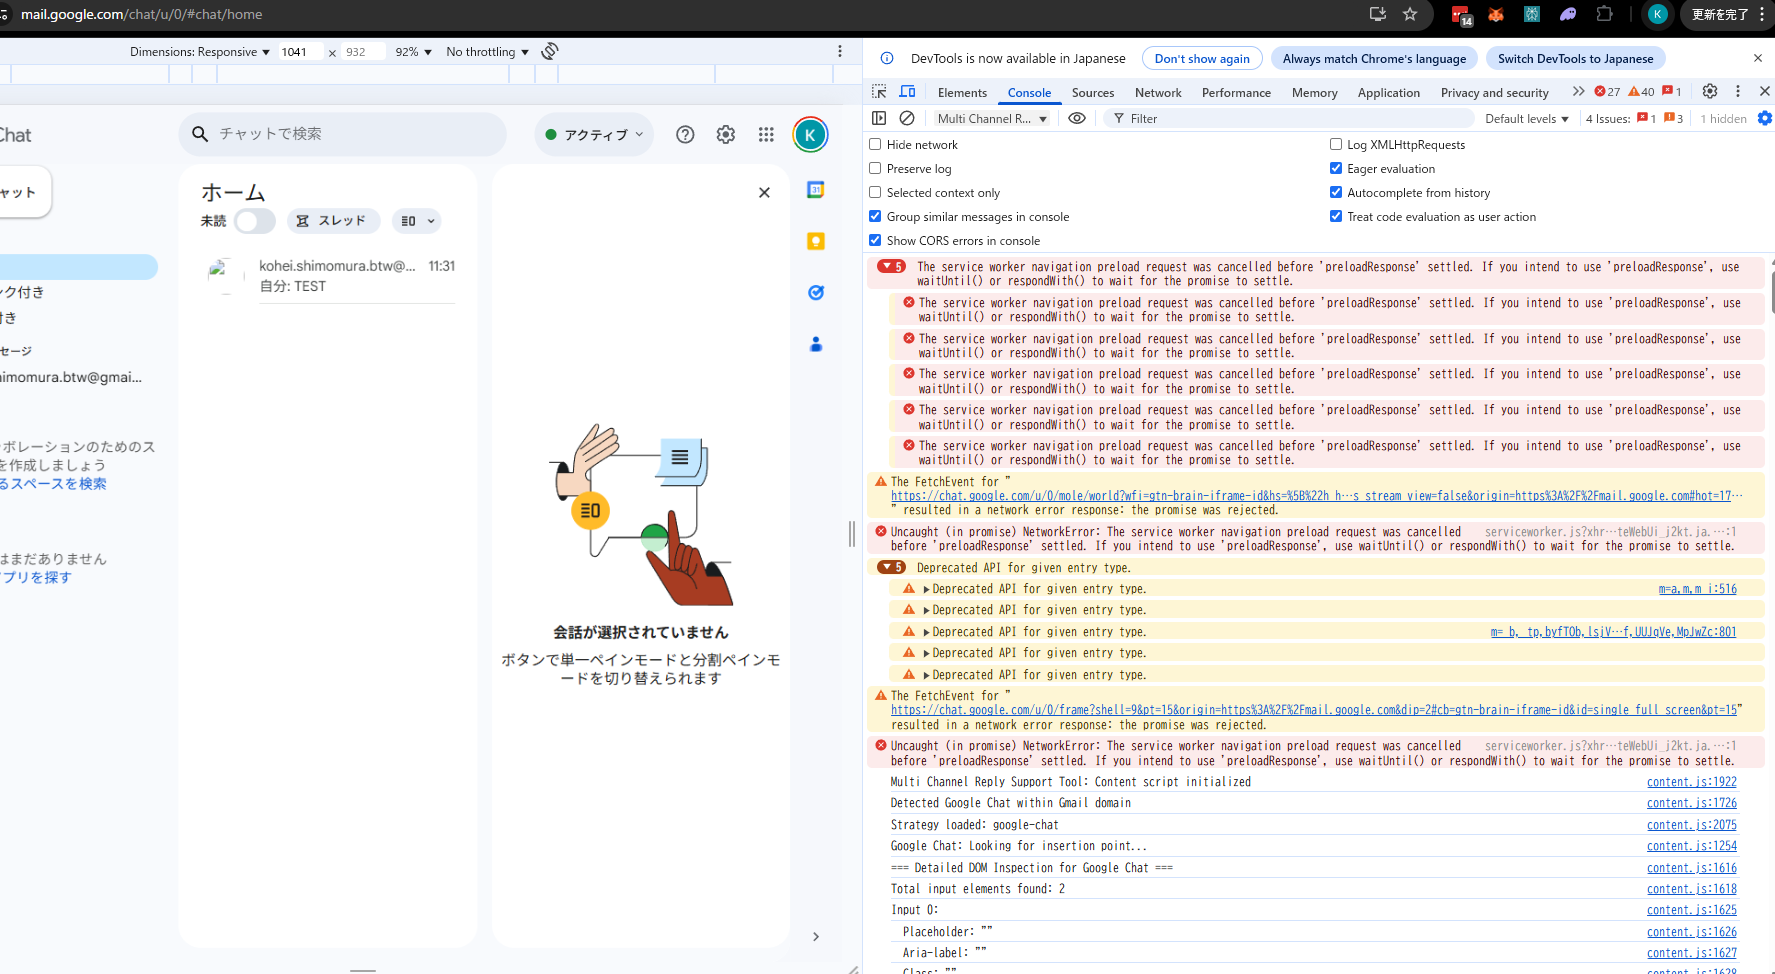 mail.google.com/chat/u/0/#chat/home
14
K
更新を完了
Dimensions: Responsive 1041 × 932 92% No throttling
DevTools is now available in Japanese
Don't show again
Always match Chrome's language
Switch DevTools to Japanese
Elements Console Sources Network Performance Memory Application Privacy and security
27 40 1
Multi Channel R...
Filter
Default levels
4 Issues: 1 3
1 hidden
Hide network
Log XMLHttpRequests
Preserve log
Eager evaluation
Selected context only
Autocomplete from history
Group similar messages in console
Treat code evaluation as user action
Show CORS errors in console
Chat
チャットで検索
アクティブ
K
ャット
ホーム
未読
スレッド
kohei.shimomura.btw@... 11:31
自分: TEST
31
ンク付き
付き
セージ
imomura.btw@gmai...
ラボレーションのためのス
を作成しましょう
るスペースを検索
はまだありません
アプリを探す
会話が選択されていません
ボタンで単一ペインモードと分割ペインモ
ードを切り替えられます
5 The service worker navigation preload request was cancelled before 'preloadResponse' settled. If you intend to use 'preloadResponse', use
waitUntil() or respondWith() to wait for the promise to settle.
The service worker navigation preload request was cancelled before 'preloadResponse' settled. If you intend to use 'preloadResponse', use
waitUntil() or respondWith() to wait for the promise to settle.
The service worker navigation preload request was cancelled before 'preloadResponse' settled. If you intend to use 'preloadResponse', use
waitUntil() or respondWith() to wait for the promise to settle.
The service worker navigation preload request was cancelled before 'preloadResponse' settled. If you intend to use 'preloadResponse', use
waitUntil() or respondWith() to wait for the promise to settle.
The service worker navigation preload request was cancelled before 'preloadResponse' settled. If you intend to use 'preloadResponse', use
waitUntil() or respondWith() to wait for the promise to settle.
The service worker navigation preload request was cancelled before 'preloadResponse' settled. If you intend to use 'preloadResponse', use
waitUntil() or respondWith() to wait for the promise to settle.
The FetchEvent for "
https://chat.google.com/u/0/mole/world?wfi=gtn-brain-iframe-id&hs=%5B%22h_h…s_stream_view=false&origin=https%3A%2F%2Fmail.google.com#hot=17…
" resulted in a network error response: the promise was rejected.
Uncaught (in promise) NetworkError: The service worker navigation preload request was cancelled serviceworker.js?xhr…teWebUi_j2kt.ja.…:1
before 'preloadResponse' settled. If you intend to use 'preloadResponse', use waitUntil() or respondWith() to wait for the promise to settle.
5 Deprecated API for given entry type.
Deprecated API for given entry type. m=a,m,m_i:516
Deprecated API for given entry type.
Deprecated API for given entry type. m=_b,_tp,byfTOb,lsjV…f,UUJqVe,MpJwZc:801
Deprecated API for given entry type.
Deprecated API for given entry type.
The FetchEvent for "
https://chat.google.com/u/0/frame?shell=9&pt=15&origin=https%3A%2F%2Fmail.google.com&dip=2#cb=gtn-brain-iframe-id&id=single_full_screen&pt=15"
resulted in a network error response: the promise was rejected.
Uncaught (in promise) NetworkError: The service worker navigation preload request was cancelled serviceworker.js?xhr…teWebUi_j2kt.ja.…:1
before 'preloadResponse' settled. If you intend to use 'preloadResponse', use waitUntil() or respondWith() to wait for the promise to settle.
Multi Channel Reply Support Tool: Content script initialized content.js:1922
Detected Google Chat within Gmail domain content.js:1726
Strategy loaded: google-chat content.js:2075
Google Chat: Looking for insertion point... content.js:1254
=== Detailed DOM Inspection for Google Chat === content.js:1616
Total input elements found: 2 content.js:1618
Input 0: content.js:1625
Placeholder: "" content.js:1626
Aria-label: "" content.js:1627
Class: "" content.js:1628